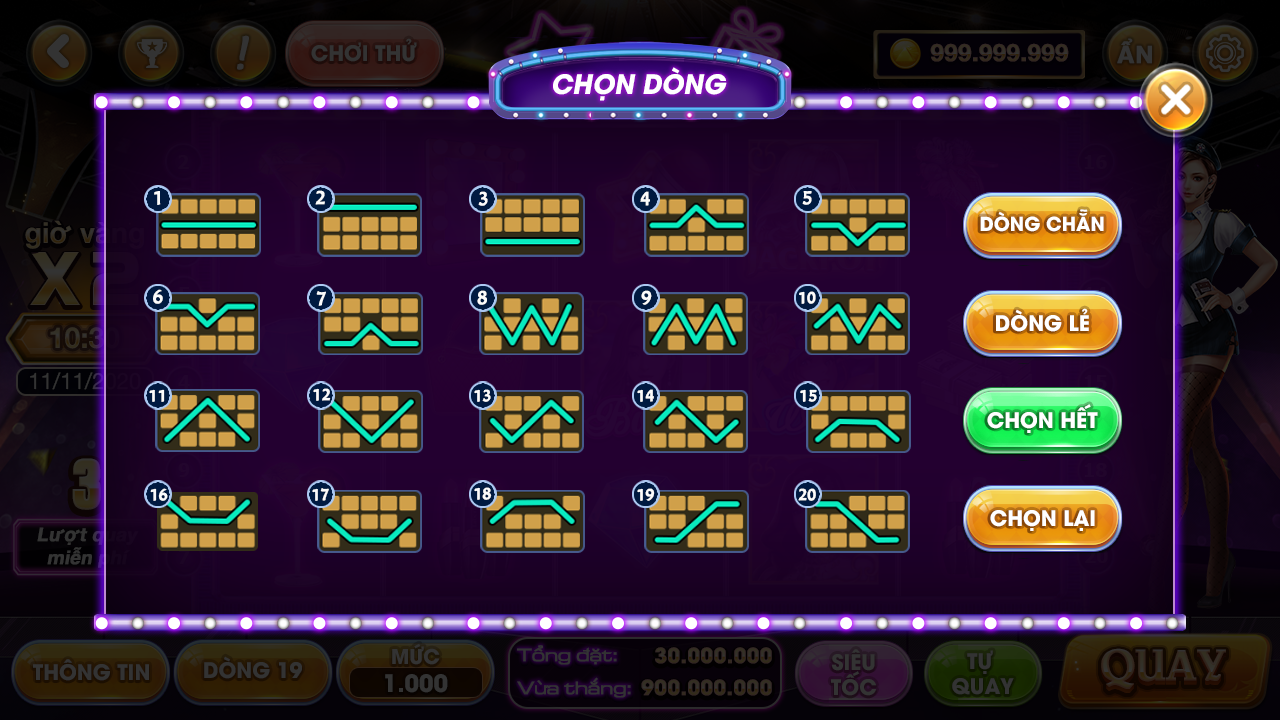 !
CHƠI THỬ
999.999.999
ẨN
CHỌN DÒNG
giờ vàng
X2
10:3
11/11/2020
3
Lượt quay
miễn phí
1
2
3
4
5
DÒNG CHẴN
6
7
8
9
10
DÒNG LẺ
11
12
13
14
15
CHỌN HẾT
16
17
18
19
20
CHỌN LẠI
THÔNG TIN
DÒNG 19
MỨC
1.000
Tổng đặt: 30.000.000
Vừa thắng: 900.000.000
SIÊU
TỐC
TỰ
QUAY
QUAY